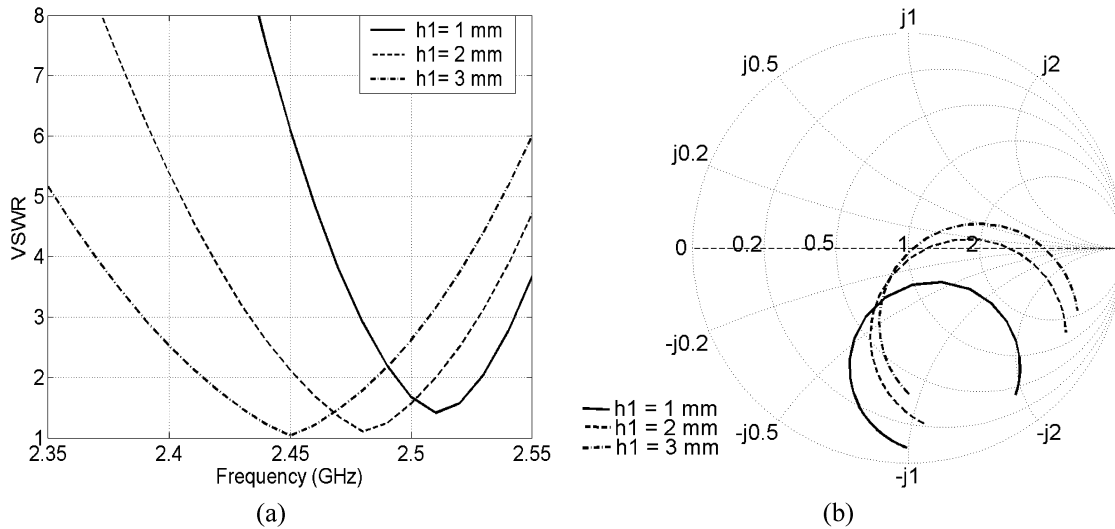 8
7
6
5
4
3
2
1
VSWR
2.35
2.4
2.45
2.5
2.55
Frequency (GHz)
h1= 1 mm
h1= 2 mm
h1= 3 mm
(a)
j1
j0.5
j2
j0.2
0
0.2
0.5
1
2
-j0.2
-j0.5
-j2
-j1
h1 = 1 mm
h1 = 2 mm
h1 = 3 mm
(b)